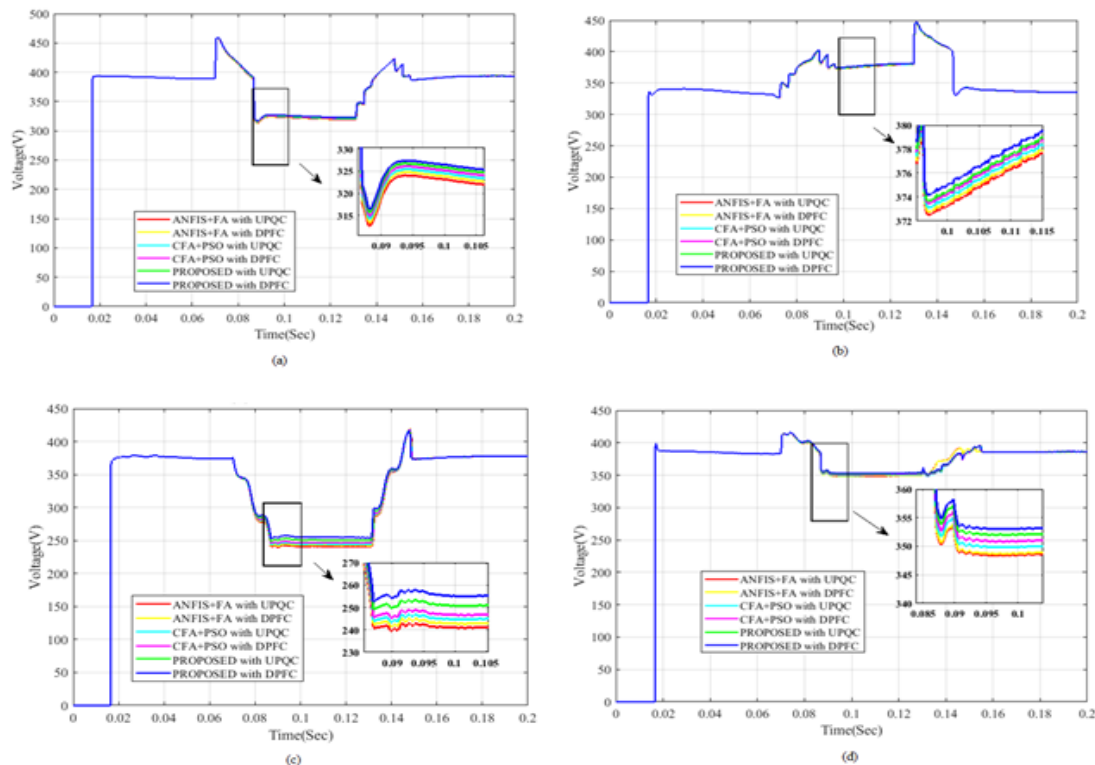 500
450
400
350
300
250
200
150
100
50
0
Voltage(V)
330
325
320
315
0.09 0.095 0.1 0.105
ANFIS+FA with UPQC
ANFIS+FA with DPFC
CFA+PSO with UPQC
CFA+PSO with DPFC
PROPOSED with UPQC
PROPOSED with DPFC
0 0.02 0.04 0.06 0.08 0.1 0.12 0.14 0.16 0.18 0.2
Time(Sec)
(a)
450
400
350
300
250
200
150
100
50
0
Voltage(V)
380
378
376
374
372
0.1 0.105 0.11 0.115
ANFIS+FA with UPQC
ANFIS+FA with DPFC
CFA+PSO with UPQC
CFA+PSO with DPFC
PROPOSED with UPQC
PROPOSED with DPFC
0 0.02 0.04 0.06 0.08 0.1 0.12 0.14 0.16 0.18 0.2
Time(Sec)
(b)
450
400
350
300
250
200
150
100
50
0
Voltage(V)
270
260
250
240
230
0.09 0.095 0.1 0.105
ANFIS+FA with UPQC
ANFIS+FA with DPFC
CFA+PSO with UPQC
CFA+PSO with DPFC
PROPOSED with UPQC
PROPOSED with DPFC
0 0.02 0.04 0.06 0.08 0.1 0.12 0.14 0.16 0.18 0.2
Time(Sec)
(c)
450
400
350
300
250
200
150
100
50
0
Voltage(V)
360
355
350
345
340
0.085 0.09 0.095 0.1
ANFIS+FA with UPQC
ANFIS+FA with DPFC
CFA+PSO with UPQC
CFA+PSO with DPFC
PROPOSED with UPQC
PROPOSED with DPFC
0 0.02 0.04 0.06 0.08 0.1 0.12 0.14 0.16 0.18 0.2
Time(Sec)
(d)